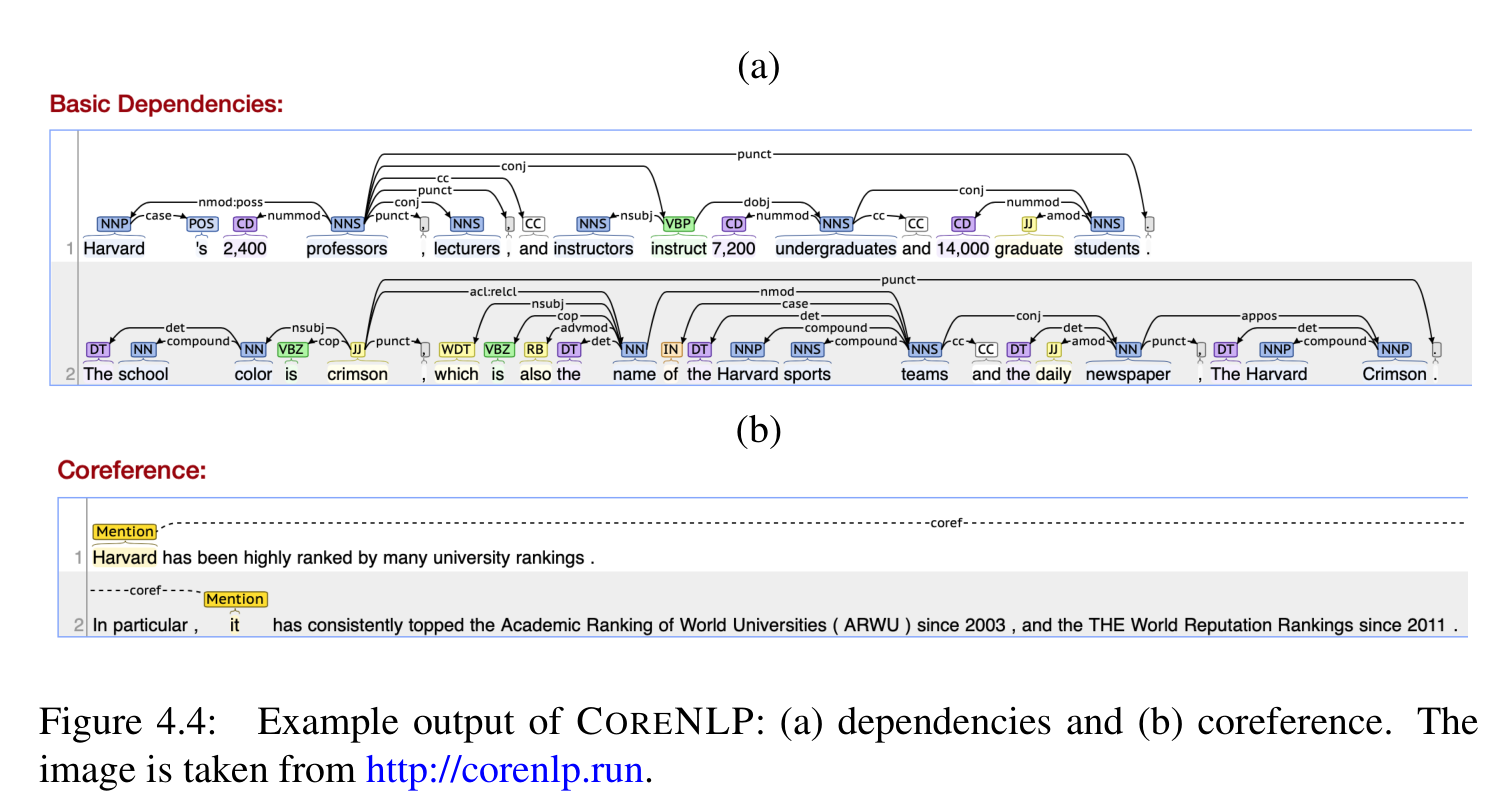 (a)
Basic Dependencies:
punct
conj
cc
punct
nmod:poss conj dobj conj
case nummod punct nsubj nummod cc nummod amod
NNP POS CD NNS , NNS , CC NNS VBP CD NNS CC CD JJ NNS .
1 Harvard 's 2,400 professors , lecturers , and instructors instruct 7,200 undergraduates and 14,000 graduate students .
punct
acl:relcl nmod
nsubj case
cop det
det nsubj advmod compound conj det appos det
compound cop punct det compound cc amod punct compound
DT NN NN VBZ JJ , WDT VBZ RB DT NN IN DT NNP NNS NNS CC DT JJ NN , DT NNP NNP .
2 The school color is crimson , which is also the name of the Harvard sports teams and the daily newspaper , The Harvard Crimson .
(b)
Coreference:
coref
Mention
1 Harvard has been highly ranked by many university rankings .
coref
Mention
2 In particular , it has consistently topped the Academic Ranking of World Universities ( ARWU ) since 2003 , and the THE World Reputation Rankings since 2011 .
Figure 4.4: Example output of CORENLP: (a) dependencies and (b) coreference. The
image is taken from http://corenlp.run.